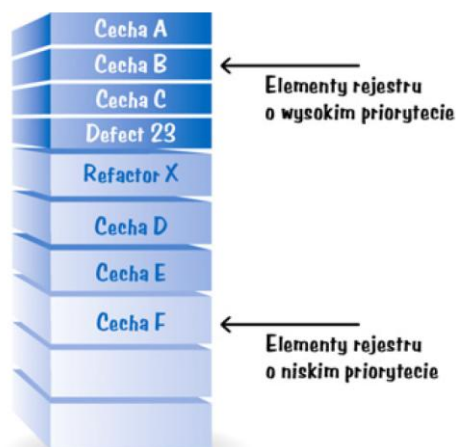 Cecha A
Cecha B
Cecha C
Defect 23
Refactor X
Cecha D
Cecha E
Cecha F
Elementy rejestru
o wysokim priorytecie
Elementy rejestru
o niskim priorytecie